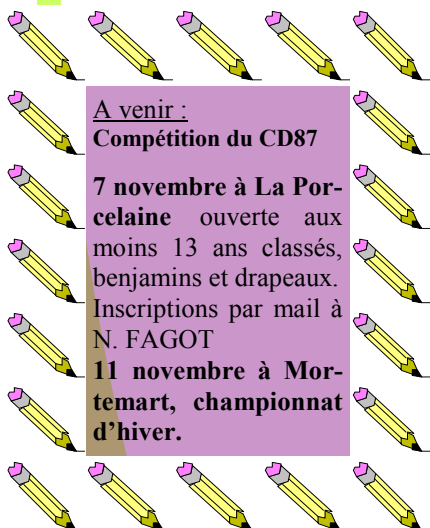 A venir :
Compétition du CD87
7 novembre à La Por-
celaine ouverte aux
moins 13 ans classés,
benjamins et drapeaux.
Inscriptions par mail à
N. FAGOT
11 novembre à Mor-
temart, championnat
d’hiver.